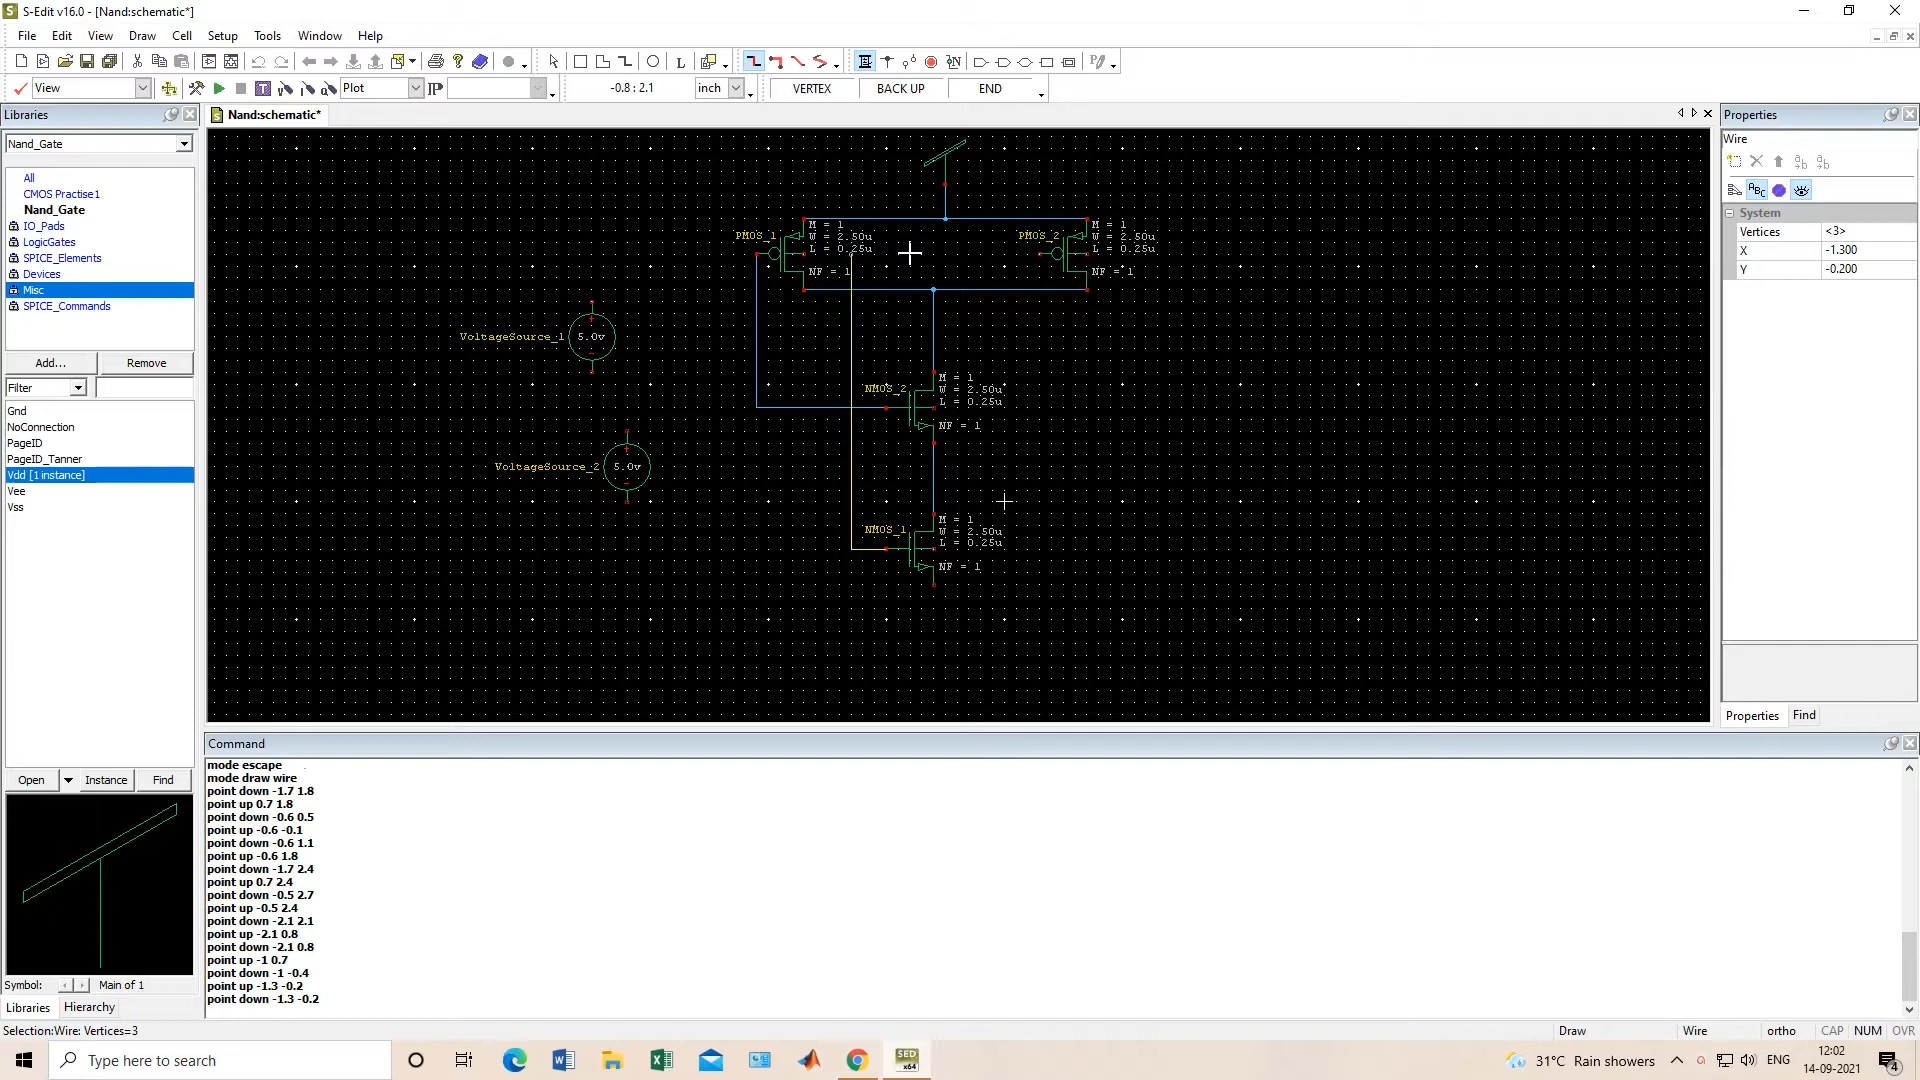 S-Edit v16.0 - [Nand:schematic*]
File Edit View Draw Cell Setup Tools Window Help
View Plot -0.8 : 2.1 inch VERTEX BACK UP END
Libraries
Nand_Gate
All
CMOS Practise1
Nand_Gate
IO_Pads
LogicGates
SPICE_Elements
Devices
Misc
SPICE_Commands
Add... Remove
Filter
Gnd
NoConnection
PageID
PageID_Tanner
Vdd [1 instance]
Vee
Vss
Open Instance Find
Symbol: Main of 1
Libraries Hierarchy
Nand:schematic*
PMOS_1
M = 1
W = 2.50u
L = 0.25u
NF = 1
PMOS_2
M = 1
W = 2.50u
L = 0.25u
NF = 1
VoltageSource_1 5.0v
NMOS_2
M = 1
W = 2.50u
L = 0.25u
NF = 1
VoltageSource_2 5.0v
NMOS_1
M = 1
W = 2.50u
L = 0.25u
NF = 1
Properties
Wire
System
Vertices <3>
X -1.300
Y -0.200
Properties Find
Command
mode escape
mode draw wire
point down -1.7 1.8
point up 0.7 1.8
point down -0.6 0.5
point up -0.6 -0.1
point down -0.6 1.1
point up -0.6 1.8
point down -1.7 2.4
point up 0.7 2.4
point down -0.5 2.7
point up -0.5 2.4
point down -2.1 2.1
point up -2.1 0.8
point down -2.1 0.8
point up -1 0.7
point down -1 -0.4
point up -1.3 -0.2
point down -1.3 -0.2
Selection:Wire: Vertices=3 Draw Wire ortho CAP NUM OVR
Type here to search
31°C Rain showers ENG
12:02
14-09-2021
4